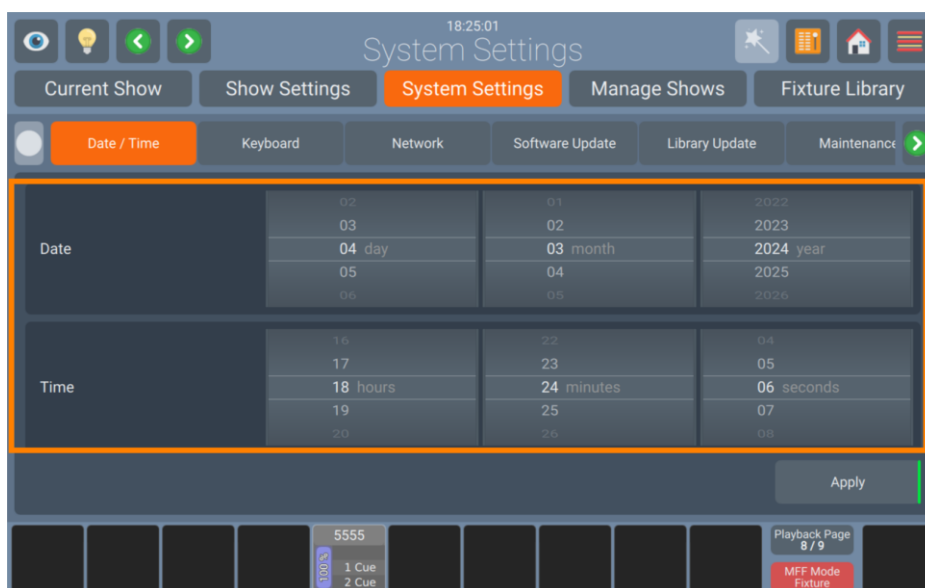 18:25:01
System Settings
Current Show Show Settings System Settings Manage Shows Fixture Library
Date / Time Keyboard Network Software Update Library Update Maintenance
02 01 2022
03 02 2023
Date 04 day 03 month 2024 year
05 04 2025
06 05 2026
16 22 04
17 23 05
Time 18 hours 24 minutes 06 seconds
19 25 07
20 26 08
Apply
5555
100 %
1 Cue
2 Cue
Playback Page
8 / 9
MFF Mode
Fixture